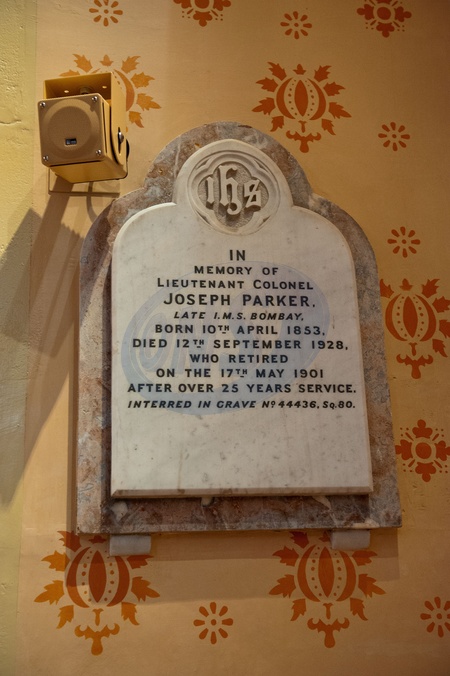 ihs
IN
MEMORY OF
LIEUTENANT COLONEL
JOSEPH PARKER,
LATE I.M.S. BOMBAY,
BORN 10TH APRIL 1853,
DIED 12TH SEPTEMBER 1928,
WHO RETIRED
ON THE 17TH MAY 1901
AFTER OVER 25 YEARS SERVICE.
INTERRED IN GRAVE No 44436, SQ.80.